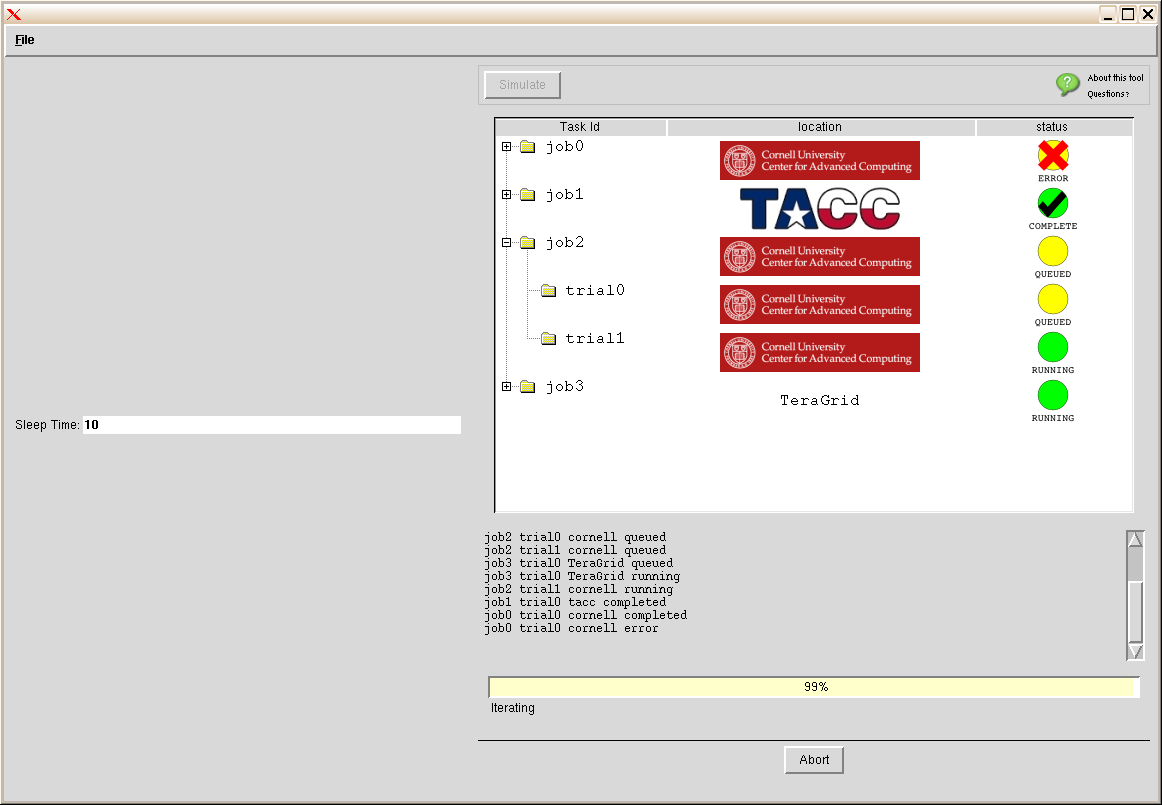 File
Simulate
About this tool
Questions?
Task Id location status
job0 Cornell University
Center for Advanced Computing
ERROR
job1 TACC
COMPLETE
job2 Cornell University
Center for Advanced Computing
QUEUED
trial0 Cornell University
Center for Advanced Computing
QUEUED
trial1 Cornell University
Center for Advanced Computing
RUNNING
job3 TeraGrid
RUNNING
Sleep Time: 10
job2 trial0 cornell queued
job2 trial1 cornell queued
job3 trial0 TeraGrid queued
job3 trial0 TeraGrid running
job2 trial1 cornell running
job1 trial0 tacc completed
job0 trial0 cornell completed
job0 trial0 cornell error
99%
Iterating
Abort